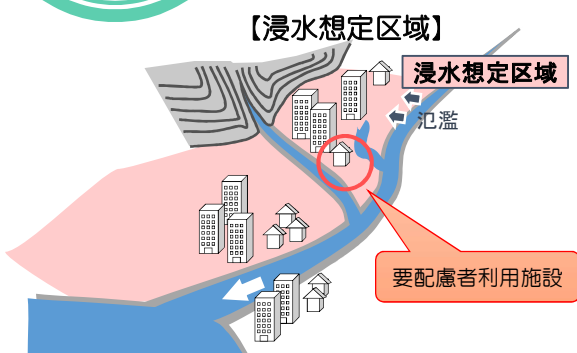 【浸水想定区域】
浸水想定区域
氾濫
要配慮者利用施設